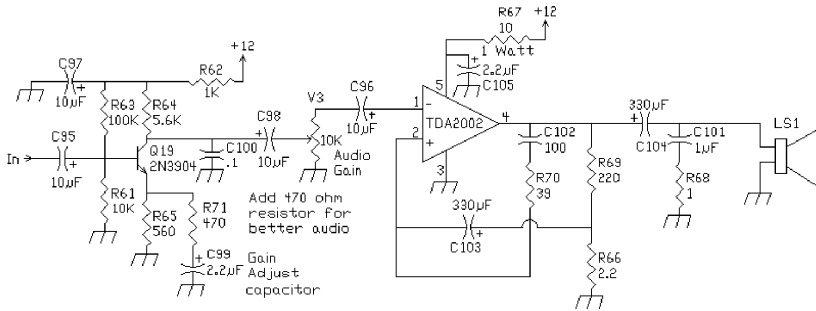 R67
10
1 Watt
+12
+12
C97
10µF
R62
1K
R63
100K
R64
5.6K
C95
10µF
In
Q19
2N3904
C100
.1
C98
10µF
V3
10K
Audio
Gain
C96
10µF
2.2µF
C105
5
1
-
TDA2002
2
+
4
3
C102
100
R70
39
R69
220
330µF
C104
C101
1µF
R68
1
LS1
R61
10K
R65
560
R71
470
Add 470 ohm
resistor for
better audio
C99
2.2µF
Gain
Adjust
capacitor
330µF
C103
R66
2.2